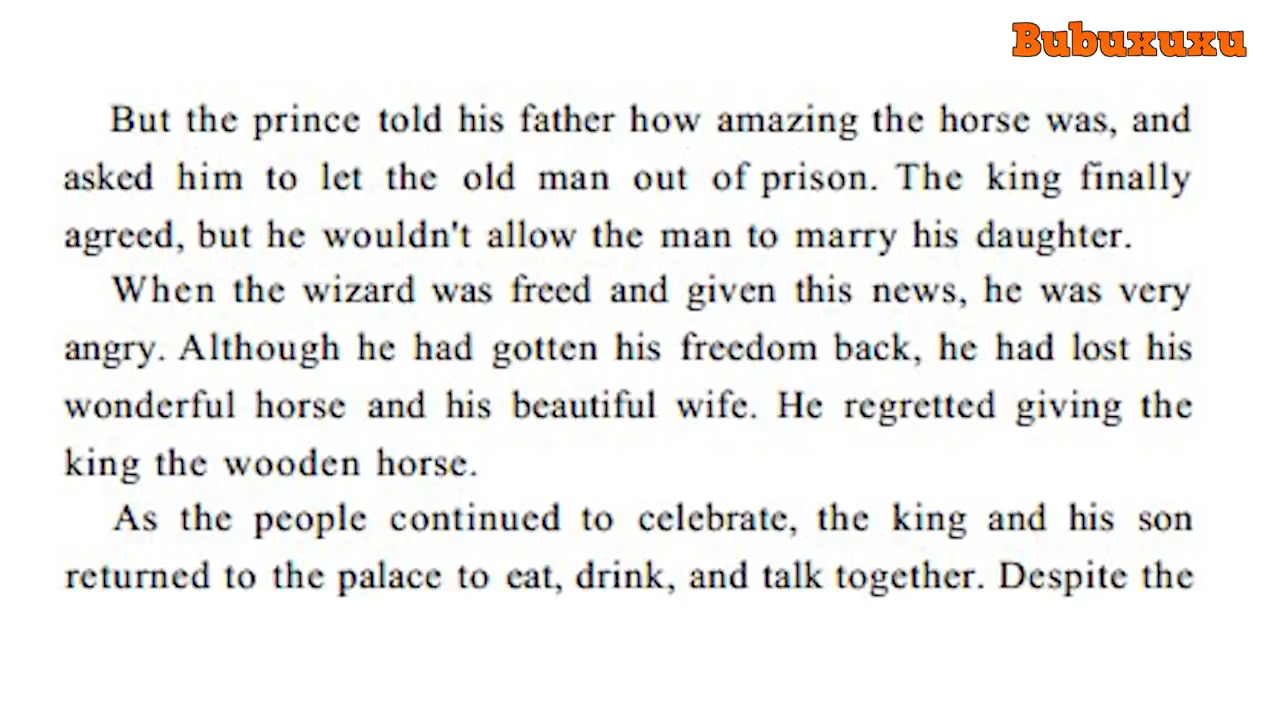 Bubuxuxu
But the prince told his father how amazing the horse was, and
asked him to let the old man out of prison. The king finally
agreed, but he wouldn't allow the man to marry his daughter.
When the wizard was freed and given this news, he was very
angry. Although he had gotten his freedom back, he had lost his
wonderful horse and his beautiful wife. He regretted giving the
king the wooden horse.
As the people continued to celebrate, the king and his son
returned to the palace to eat, drink, and talk together. Despite the